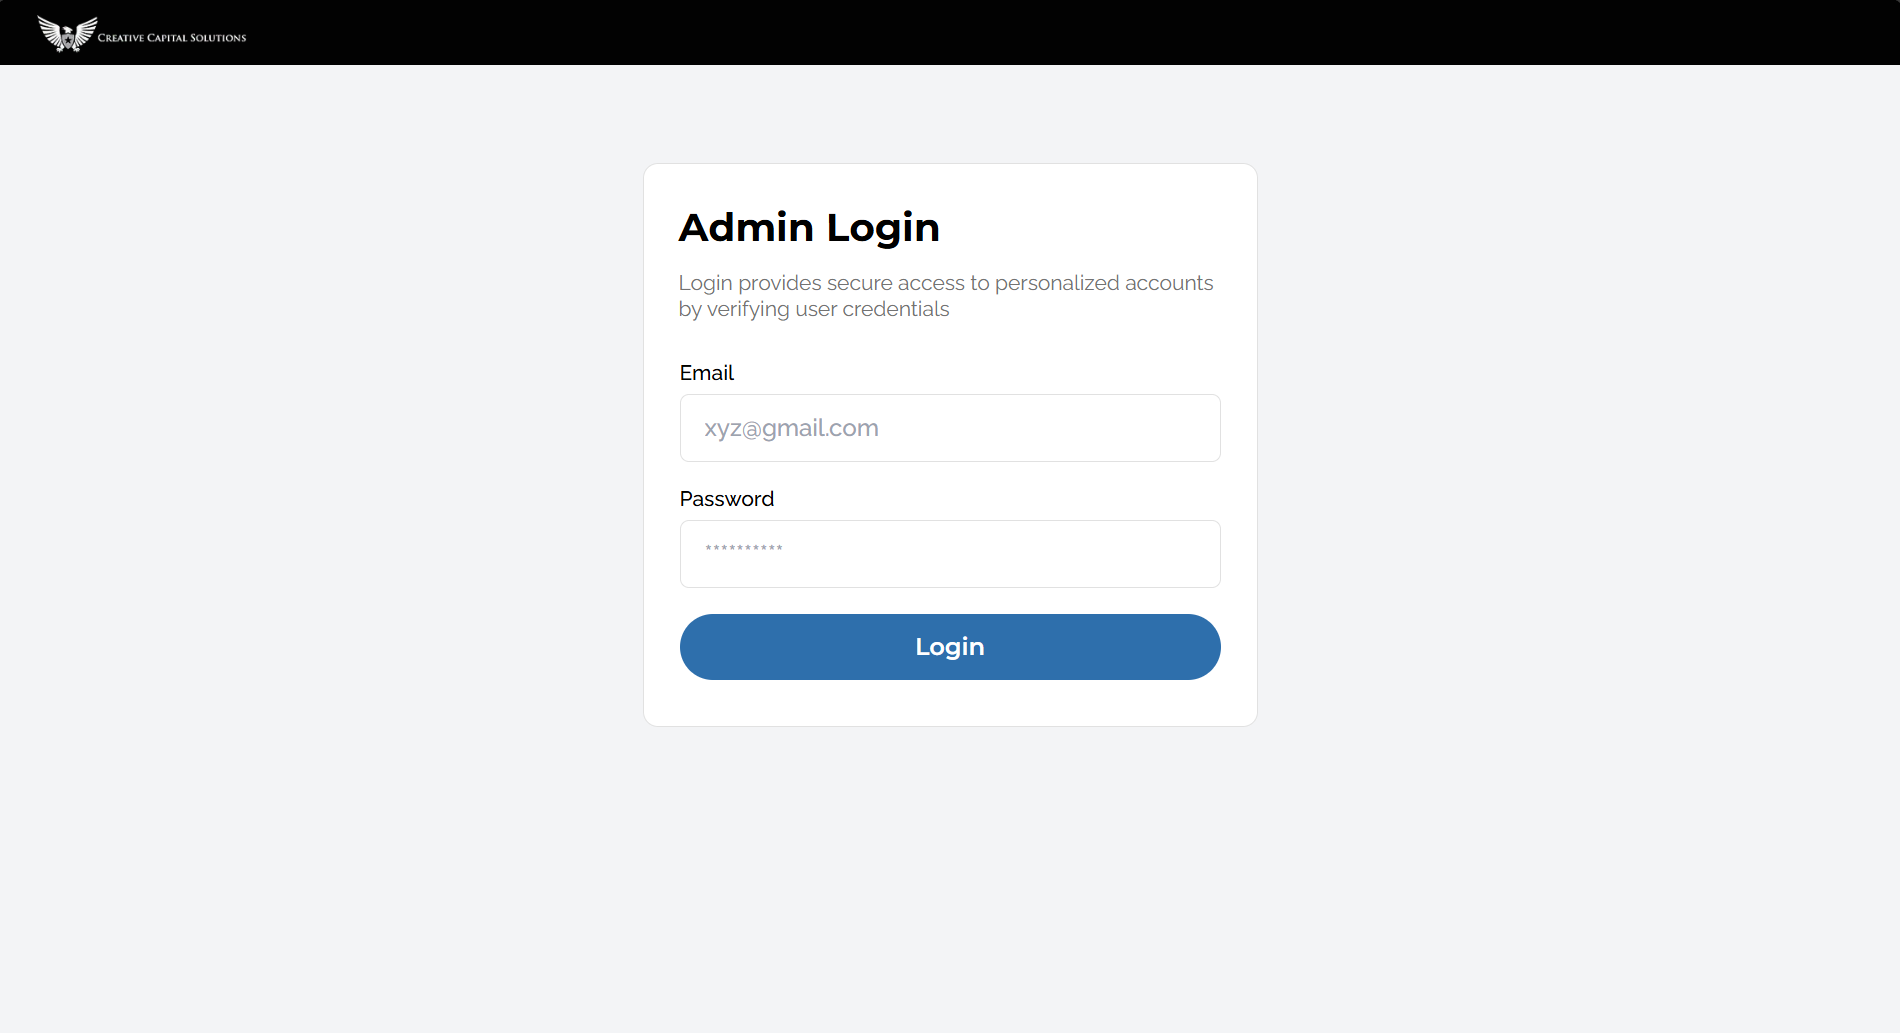 Creative Capital Solutions
Admin Login
Login provides secure access to personalized accounts
by verifying user credentials
Email
xyz@gmail.com
Password
**********
Login